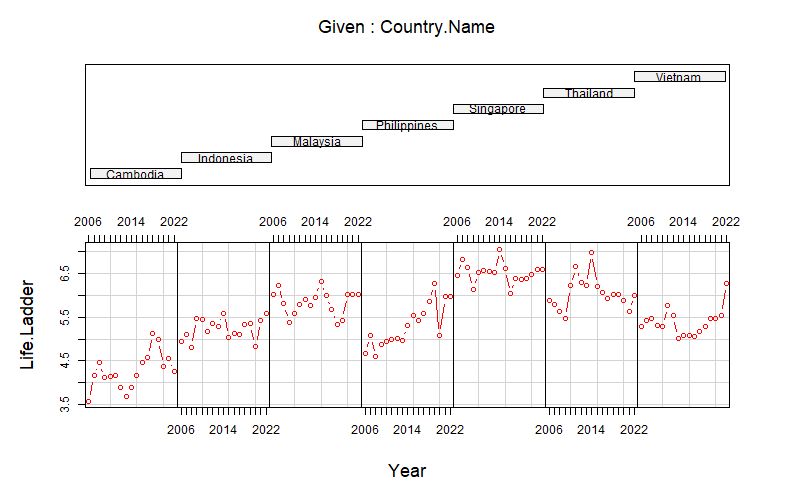 Given : Country.Name
Vietnam
Thailand
Singapore
Philippines
Malaysia
Indonesia
Cambodia
2006 2014 2022 2006 2014 2022 2006 2014 2022 2006 2014 2022
6.5
5.5
4.5
3.5
Life.Ladder
2006 2014 2022 2006 2014 2022 2006 2014 2022
Year